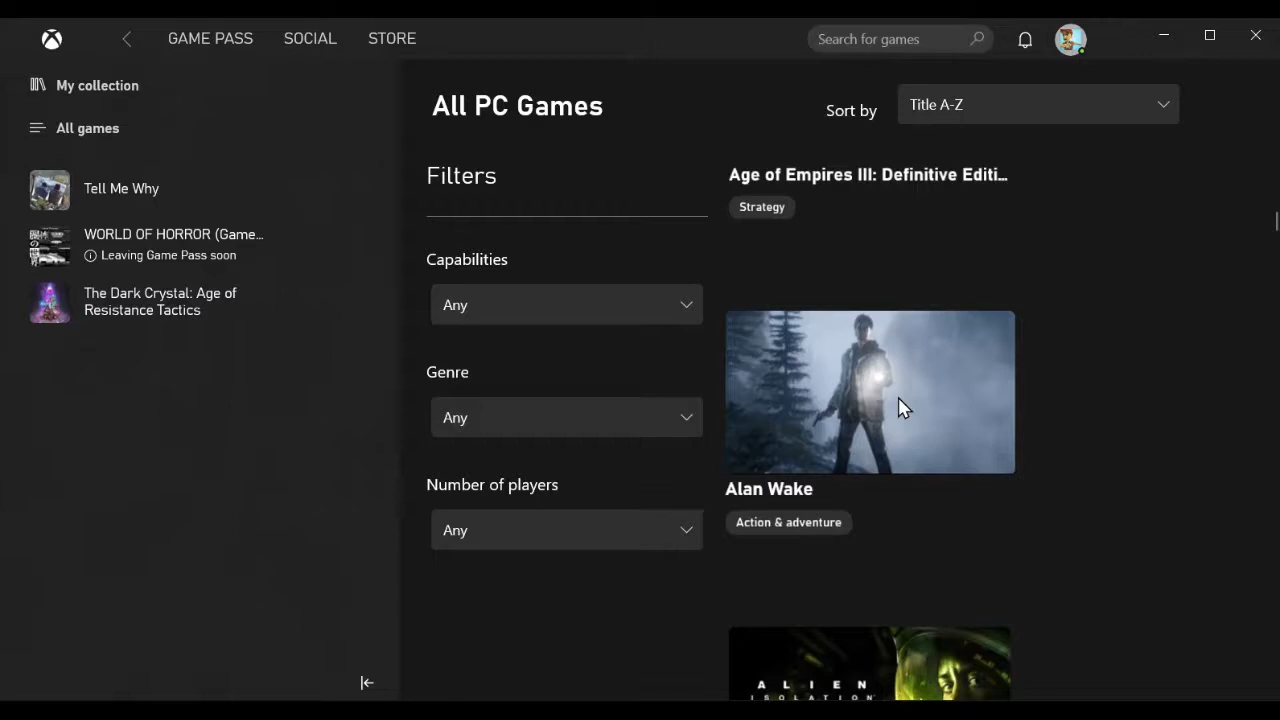 GAME PASS
SOCIAL
STORE
Search for games
My collection
All games
Tell Me Why
WORLD OF HORROR (Game...
Leaving Game Pass soon
The Dark Crystal: Age of
Resistance Tactics
All PC Games
Sort by
Title A-Z
Filters
Capabilities
Any
Genre
Any
Number of players
Any
Age of Empires III: Definitive Editi...
Strategy
Alan Wake
Action & adventure
ALIEN
ISOLATION